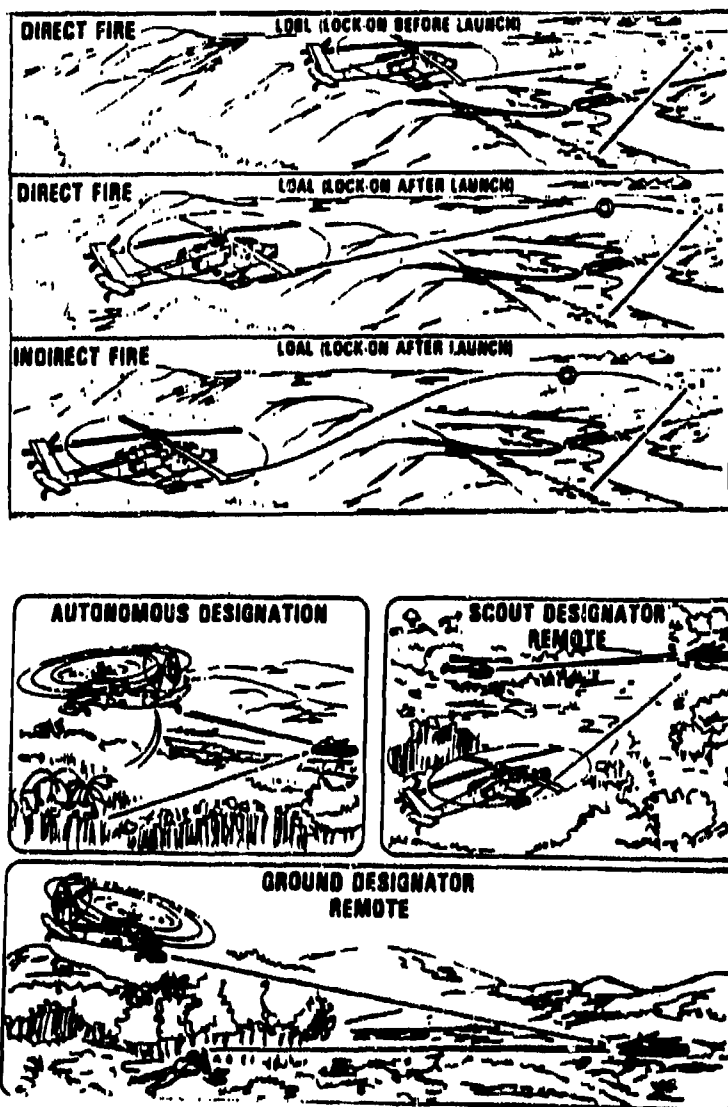 DIRECT FIRE
LOBL (LOCK-ON BEFORE LAUNCH)
DIRECT FIRE
LOAL (LOCK-ON AFTER LAUNCH)
INDIRECT FIRE
LOAL (LOCK-ON AFTER LAUNCH)
AUTONOMOUS DESIGNATION
SCOUT DESIGNATOR
REMOTE
GROUND DESIGNATOR
REMOTE